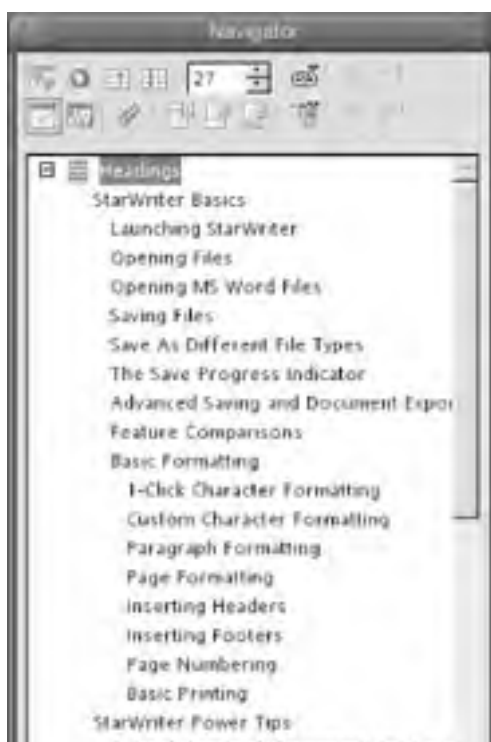 Navigator
27
Headings
StarWriter Basics
Launching StarWriter
Opening Files
Opening MS Word Files
Saving Files
Save As Different File Types
The Save Progress Indicator
Advanced Saving and Document Expor
Feature Comparisons
Basic Formatting
1-Click Character Formatting
Custom Character Formatting
Paragraph Formatting
Page Formatting
Inserting Headers
Inserting Footers
Page Numbering
Basic Printing
StarWriter Power Tips